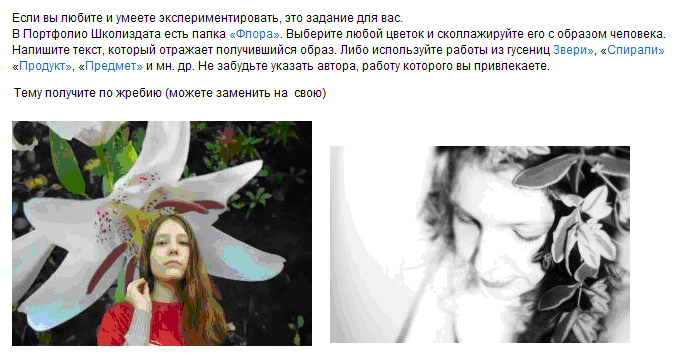 Если вы любите и умеете экспериментировать, это задание для вас.
В Портфолио Школиздата есть папка «Флора». Выберите любой цветок и сколлажируйте его с образом человека.
Напишите текст, который отражает получившийся образ. Либо используйте работы из гусениц Звери», «Спирали»
«Продукт», «Предмет» и мн. др. Не забудьте указать автора, работу которого вы привлекаете.
Тему получите по жребию (можете заменить на  свою)